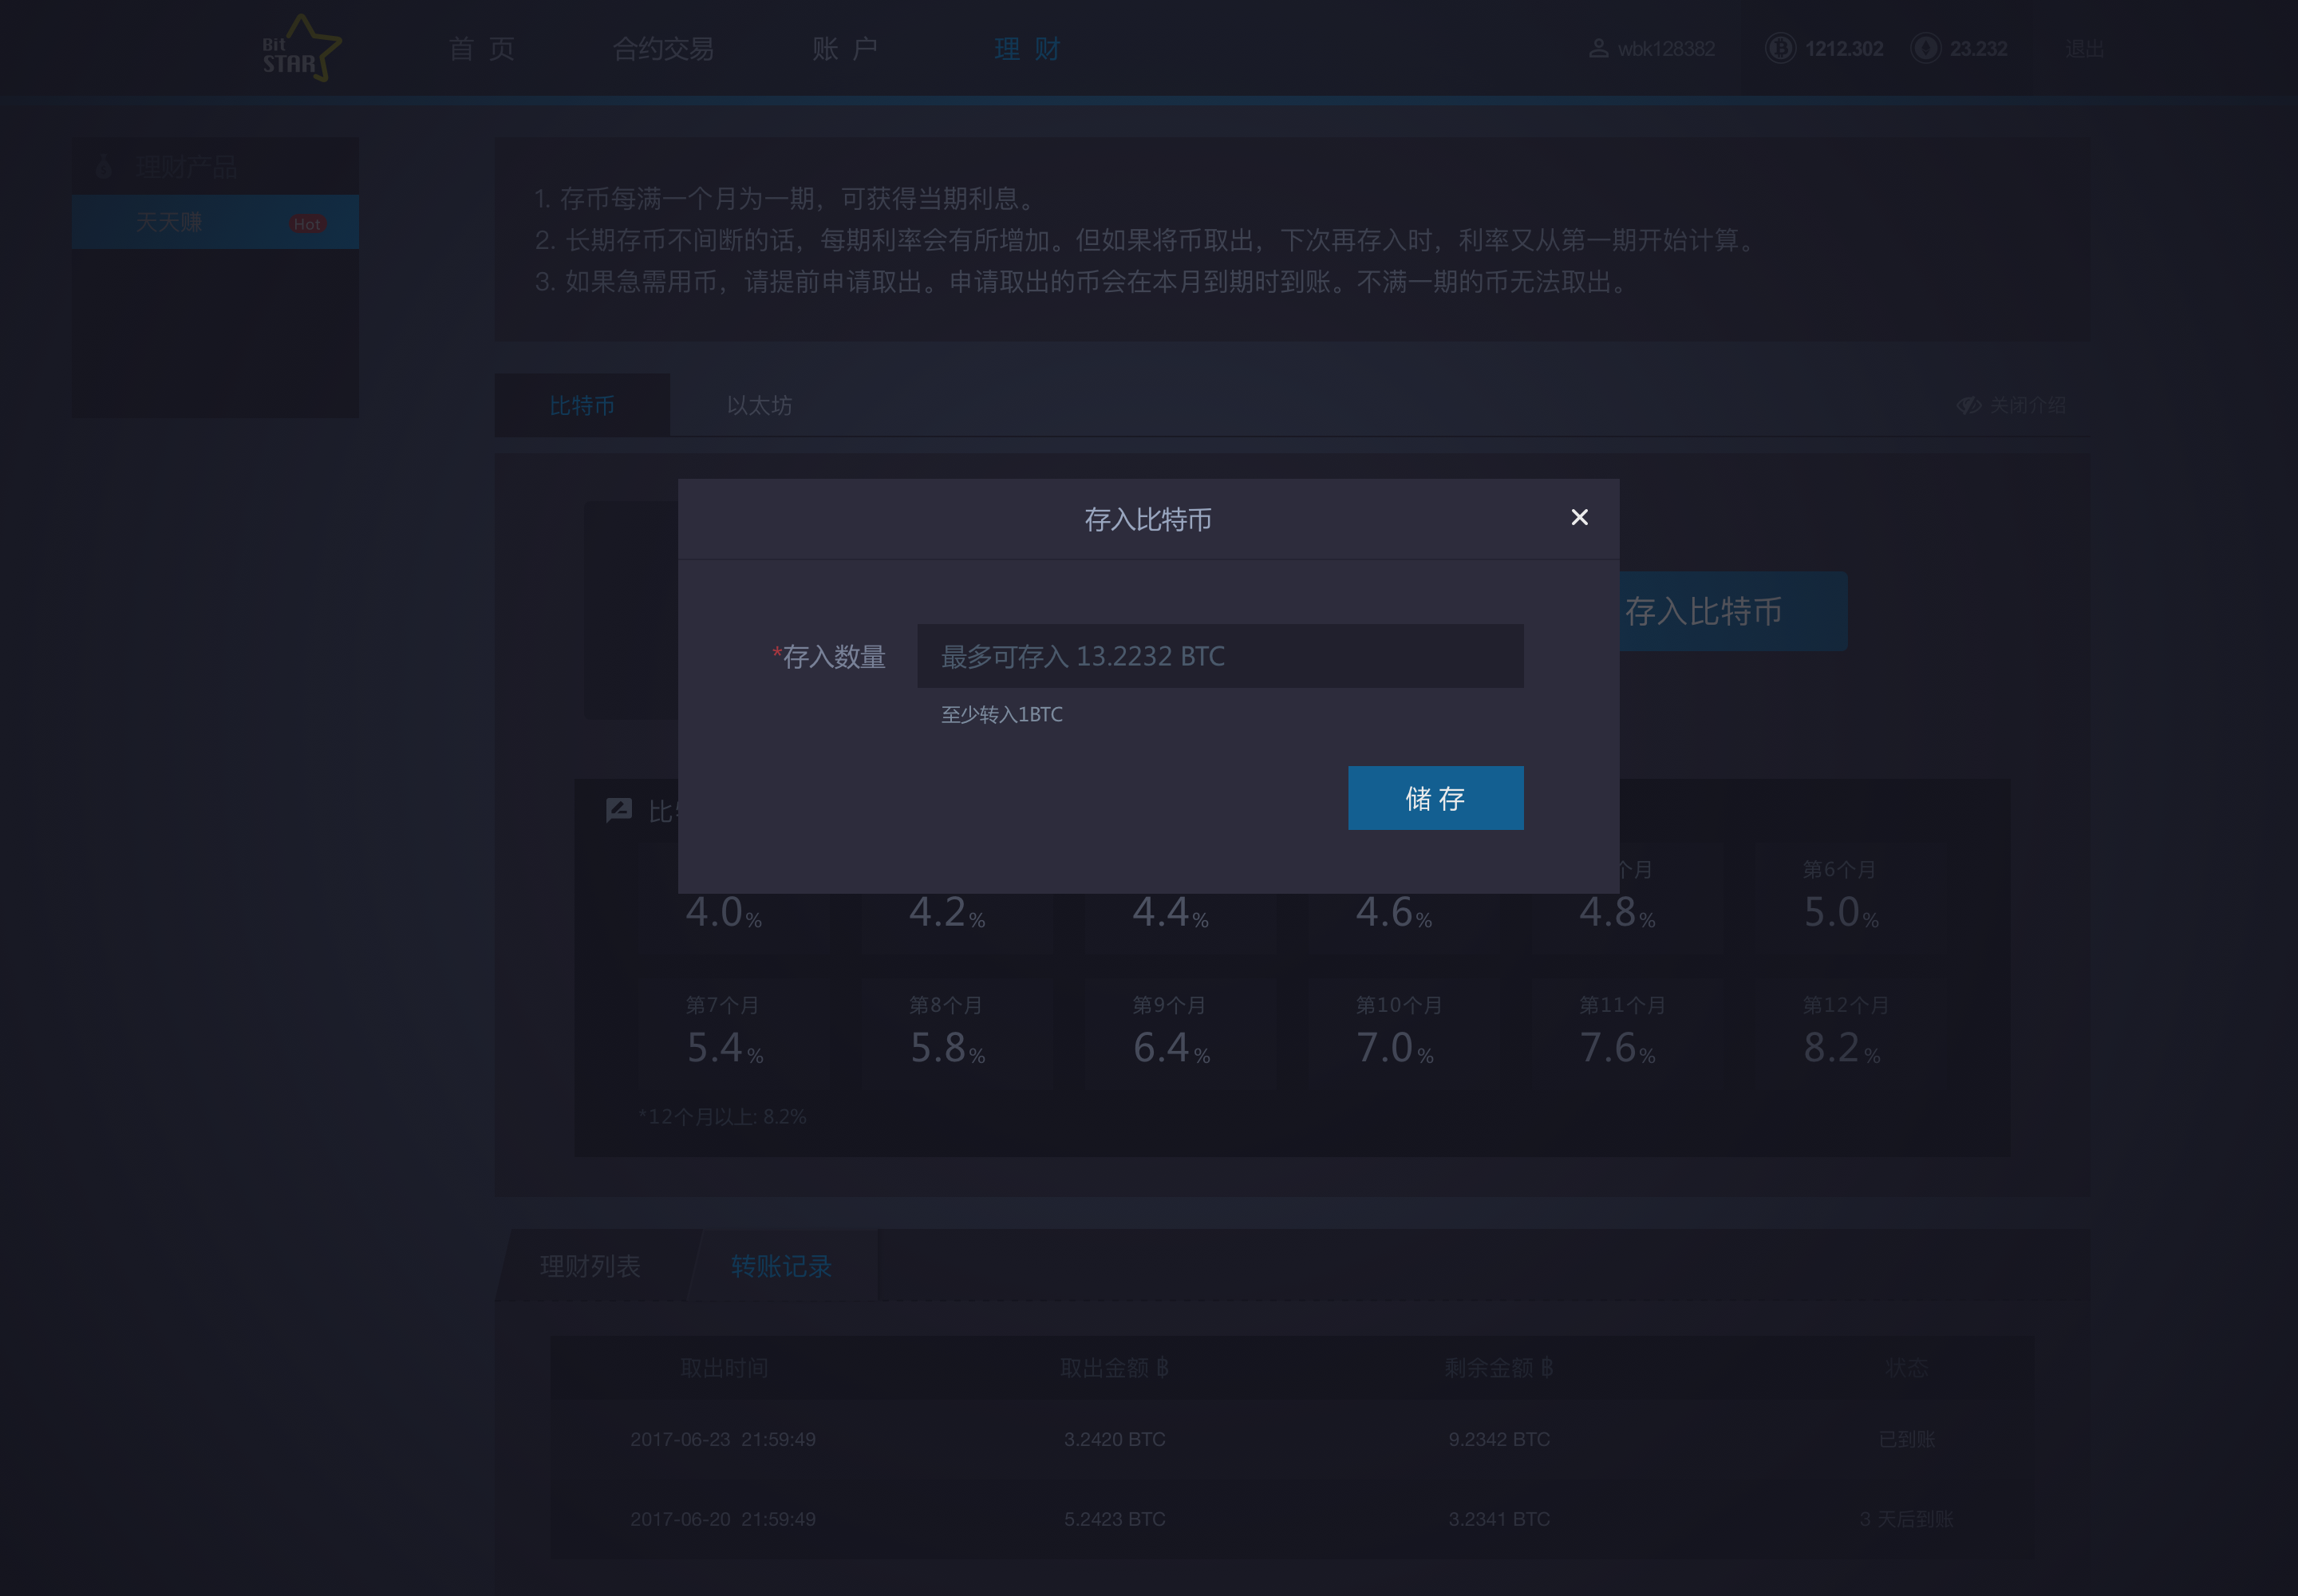 Bit
STAR
首 页 合约交易 账 户 理 财 wbk128382 1212.302 23.232 退出
理财产品
天天赚 Hot
1. 存币每满一个月为一期，可获得当期利息。
2. 长期存币不间断的话，每期利率会有所增加。但如果将币取出，下次再存入时，利率又从第一期开始计算。
3. 如果急需用币，请提前申请取出。申请取出的币会在本月到期时到账。不满一期的币无法取出。
比特币 以太坊 关闭介绍
存入比特币
存入比特币
*存入数量 最多可存入 13.2232 BTC
至少转入1BTC
储 存
比
个月 第6个月
4.0% 4.2% 4.4% 4.6% 4.8% 5.0%
第7个月 第8个月 第9个月 第10个月 第11个月 第12个月
5.4% 5.8% 6.4% 7.0% 7.6% 8.2%
*12个月以上: 8.2%
理财列表 转账记录
取出时间 取出金额 ฿ 剩余金额 ฿ 状态
2017-06-23 21:59:49 3.2420 BTC 9.2342 BTC 已到账
2017-06-20 21:59:49 5.2423 BTC 3.2341 BTC 3 天后到账